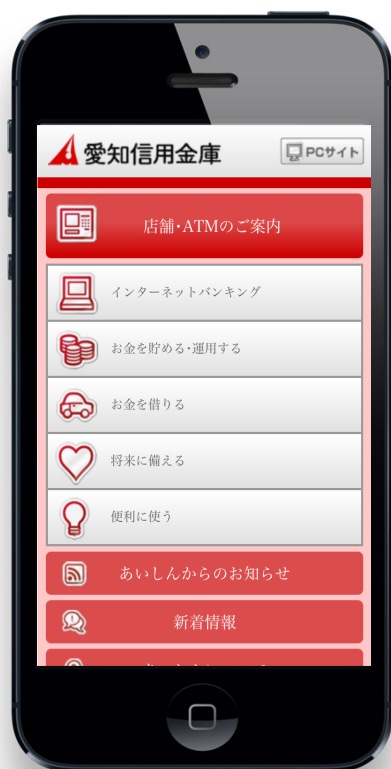 愛知信用金庫
PCサイト
店舗・ATMのご案内
インターネットバンキング
お金を貯める・運用する
お金を借りる
将来に備える
便利に使う
あいしんからのお知らせ
新着情報